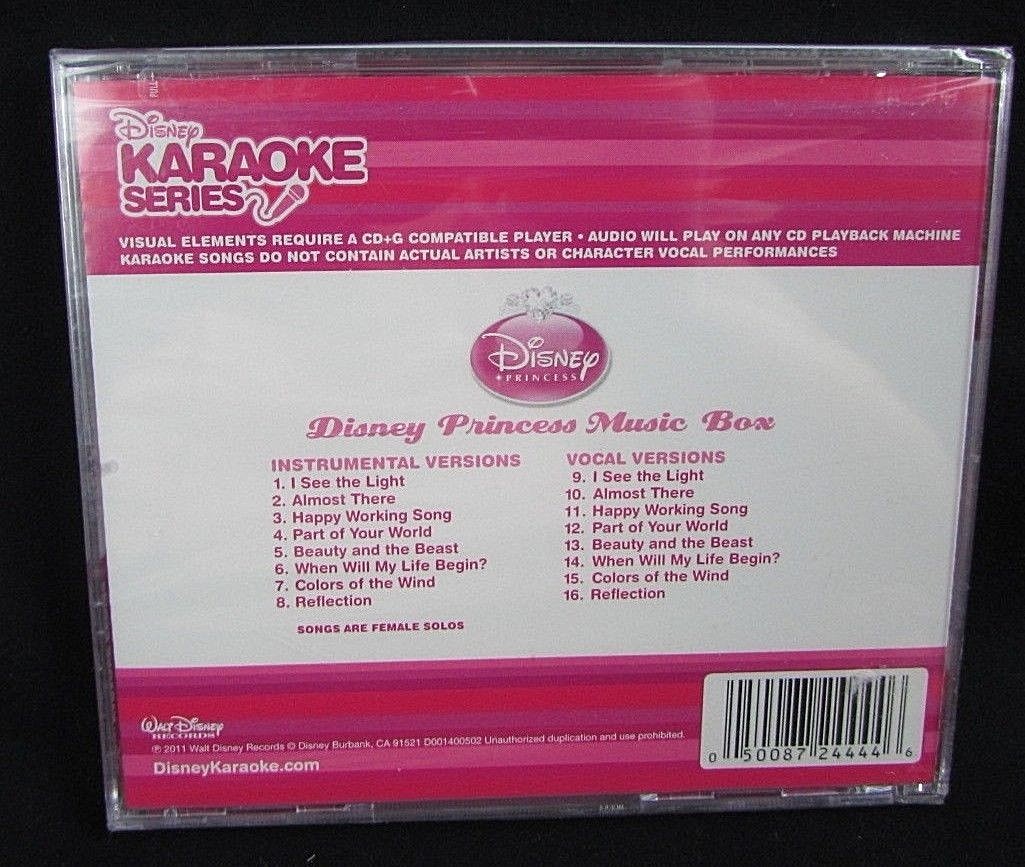 DISNEY
KARAOKE
SERIES
VISUAL ELEMENTS REQUIRE A CD+G COMPATIBLE PLAYER • AUDIO WILL PLAY ON ANY CD PLAYBACK MACHINE
KARAOKE SONGS DO NOT CONTAIN ACTUAL ARTISTS OR CHARACTER VOCAL PERFORMANCES
DISNEY
PRINCESS
Disney Princess Music Box
INSTRUMENTAL VERSIONS
1. I See the Light
2. Almost There
3. Happy Working Song
4. Part of Your World
5. Beauty and the Beast
6. When Will My Life Begin?
7. Colors of the Wind
8. Reflection
SONGS ARE FEMALE SOLOS
VOCAL VERSIONS
9. I See the Light
10. Almost There
11. Happy Working Song
12. Part of Your World
13. Beauty and the Beast
14. When Will My Life Begin?
15. Colors of the Wind
16. Reflection
WALT DISNEY
RECORDS
℗ 2011 Walt Disney Records © Disney Burbank, CA 91521 D001400502 Unauthorized duplication and use prohibited.
DisneyKaraoke.com
0 50087 24444 6